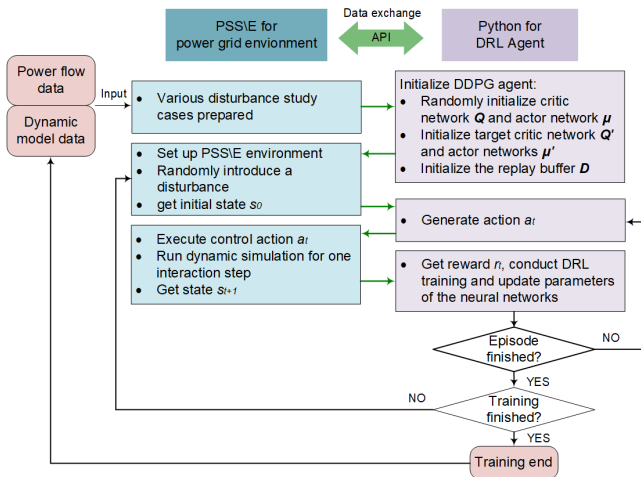 PSS\E for
power grid envionment
Data exchange
API
Python for
DRL Agent
Power flow
data
Dynamic
model data
Input
• Various disturbance study
cases prepared
Initialize DDPG agent:
• Randomly initialize critic
network Q and actor network μ
• Initialize target critic network Q'
and actor networks μ'
• Initialize the replay buffer D
• Set up PSS\E environment
• Randomly introduce a
disturbance
• get initial state s0
• Generate action at
• Execute control action at
• Run dynamic simulation for one
interaction step
• Get state st+1
• Get reward rt, conduct DRL
training and update parameters
of the neural networks
Episode
finished?
NO
YES
NO
Training
finished?
YES
Training end